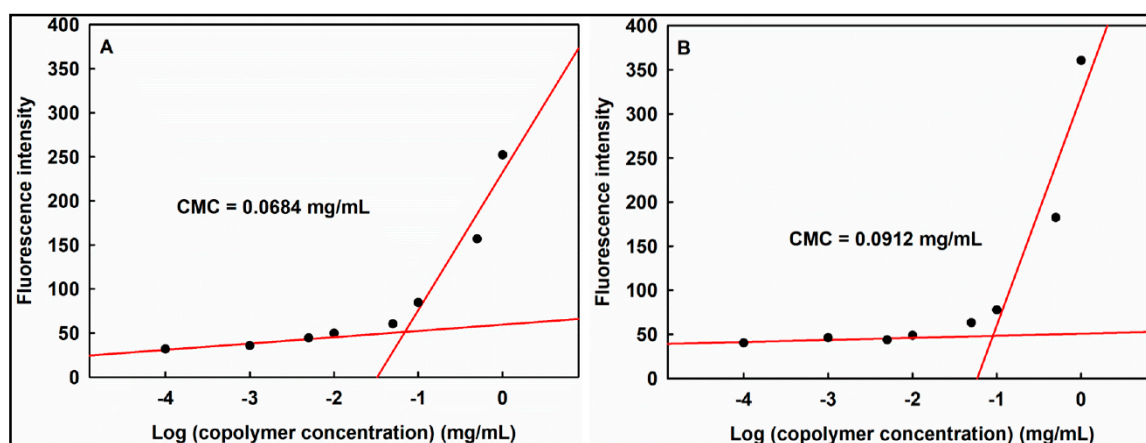 A
400
350
300
250
200
150
100
50
0
Fluorescence intensity
CMC = 0.0684 mg/mL
-4 -3 -2 -1 0
Log (copolymer concentration) (mg/mL)
B
400
350
300
250
200
150
100
50
0
Fluorescence intensity
CMC = 0.0912 mg/mL
-4 -3 -2 -1 0
Log (copolymer concentration) (mg/mL)